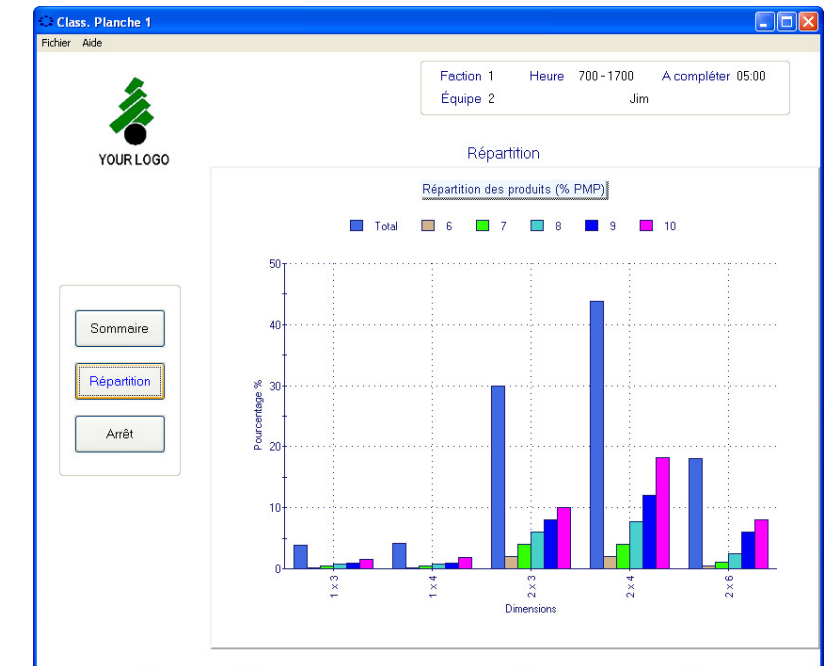 Class. Planche 1
Fichier Aide
Faction 1 Heure 700 - 1700 A compléter 05:00
Équipe 2 Jim
YOUR LOGO
Répartition
Répartition des produits (% PMP)
Total 6 7 8 9 10
50
40
30
20
10
0
Pourcentage %
1 x 3 1 x 4 2 x 3 2 x 4 2 x 6
Dimensions
Sommaire
Répartition
Arrêt